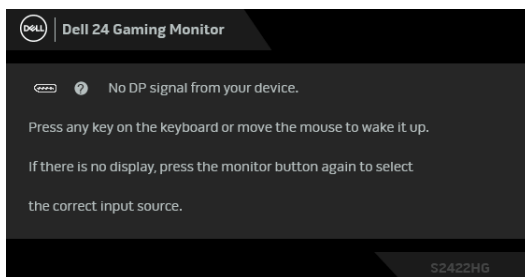 DELL
Dell 24 Gaming Monitor
No DP signal from your device.
Press any key on the keyboard or move the mouse to wake it up.
If there is no display, press the monitor button again to select
the correct input source.
S2422HG